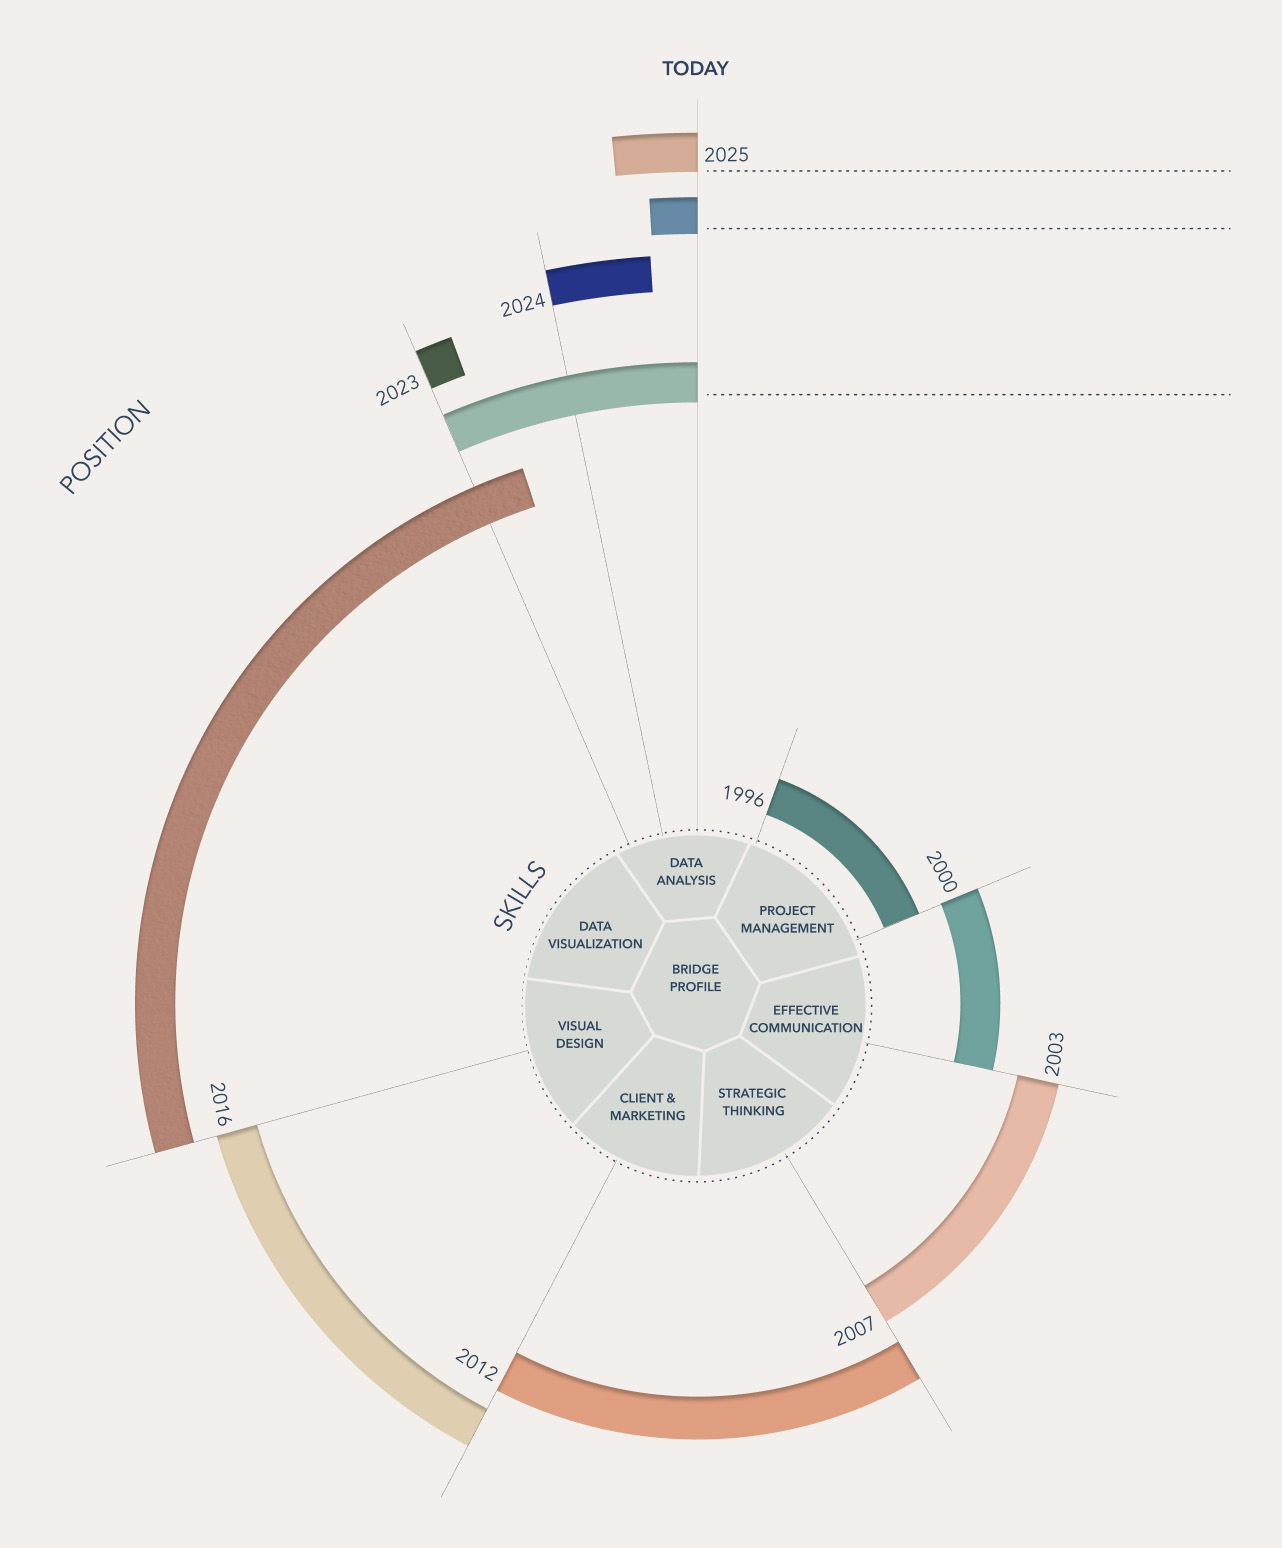 TODAY
2025
2024
2023
POSITION
1996
2000
SKILLS
DATA
ANALYSIS
PROJECT
MANAGEMENT
DATA
VISUALIZATION
BRIDGE
PROFILE
EFFECTIVE
COMMUNICATION
VISUAL
DESIGN
2003
CLIENT &
MARKETING
STRATEGIC
THINKING
2016
2007
2012